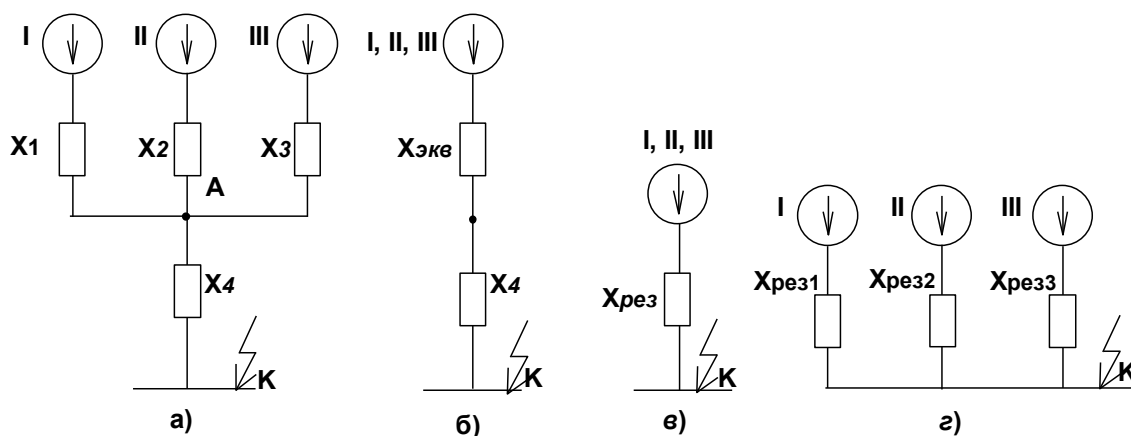 I II III I, II, III
X1 X2 X3 Xэкв
A
X4 X4
K K
а) б)
I, II, III
Xрез
K
в)
I II III
Xрез1 Xрез2 Xрез3
K
г)